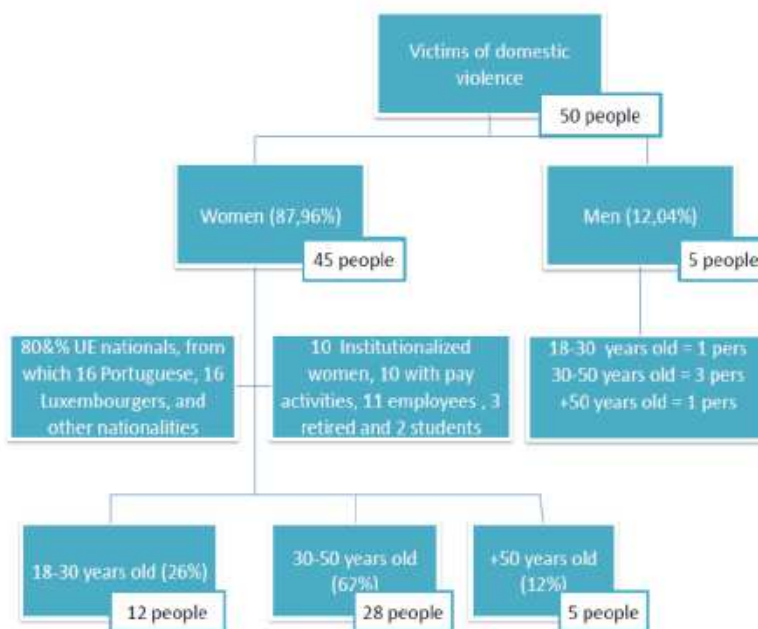 Victims of domestic
violence
50 people
Women (87,96%)
45 people
Men (12,04%)
5 people
80&% UE nationals, from
which 16 Portuguese, 16
Luxembourgers, and
other nationalities
10 Institutionalized
women, 10 with pay
activities, 11 employees , 3
retired and 2 students
18-30 years old = 1 pers
30-50 years old = 3 pers
+50 years old = 1 pers
18-30 years old (26%)
12 people
30-50 years old
(62%)
28 people
+50 years old
(12%)
5 people